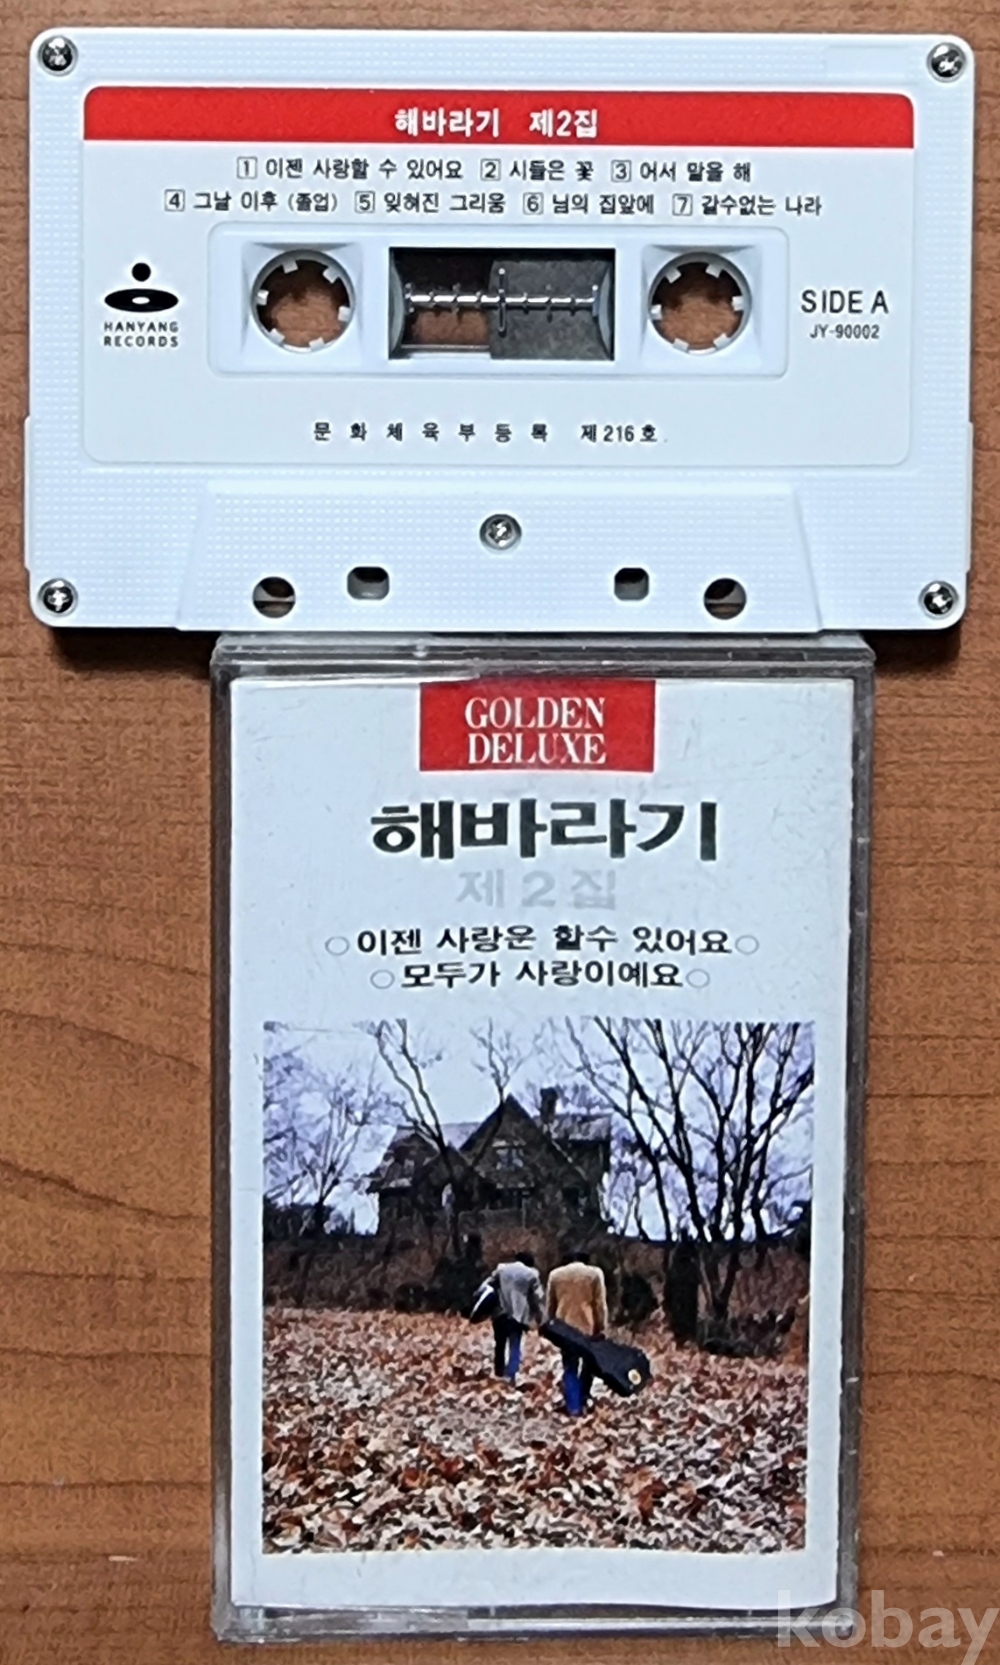 해바라기 제2집
1 이젠 사랑할 수 있어요 2 시들은 꽃 3 어서 말을 해
4 그날 이후 (졸업) 5 잊혀진 그리움 6 님의 집앞에 7 갈수없는 나라
HANYANG
RECORDS
SIDE A
JY-90002
문화체육부등록 제216호.
GOLDEN
DELUXE
해바라기
제2집
○이젠 사랑운 할수 있어요○
○모두가 사랑이예요○
kobay